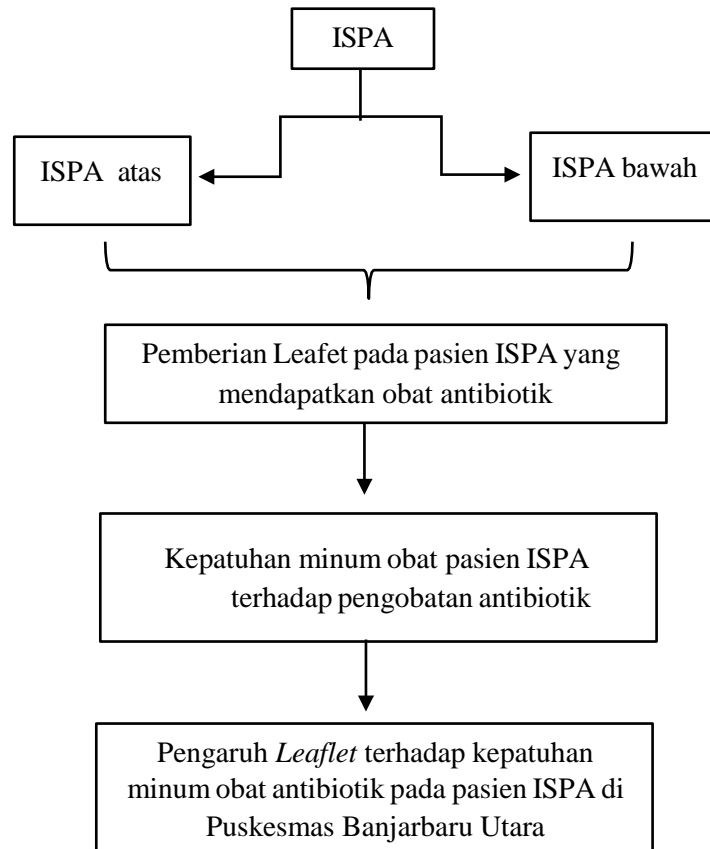 ISPA
ISPA atas
ISPA bawah
Pemberian Leafet pada pasien ISPA yang
mendapatkan obat antibiotik
Kepatuhan minum obat pasien ISPA
terhadap pengobatan antibiotik
Pengaruh Leaflet terhadap kepatuhan
minum obat antibiotik pada pasien ISPA di
Puskesmas Banjarbaru Utara